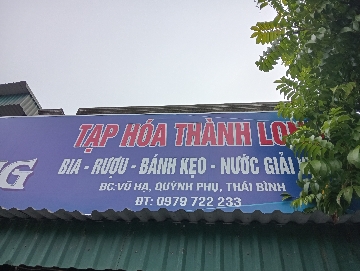 TẠP HÓA THÀNH LON
BIA - RƯỢU - BÁNH KẸO - NƯỚC GIẢI
ĐC: VŨ HẠ, QUỲNH PHỤ, THÁI BÌNH
ĐT: 0979 722 233